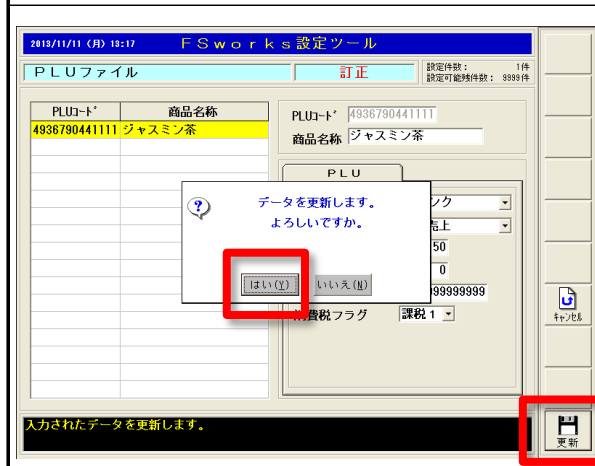 2013/11/11 (月) 13:17 FSworks設定ツール
PLUファイル
訂正
設定件数: 1件
設定可能残件数: 9999件
PLUコード 商品名称
4936790441111 ジャスミン茶
PLUコード 4936790441111
商品名称 ジャスミン茶
PLU
データを更新します。
よろしいですか。
はい(Y) いいえ(N)
ンク
売上
50
0
99999999
消費税フラグ 課税1
キャンセル
入力されたデータを更新します。
更新